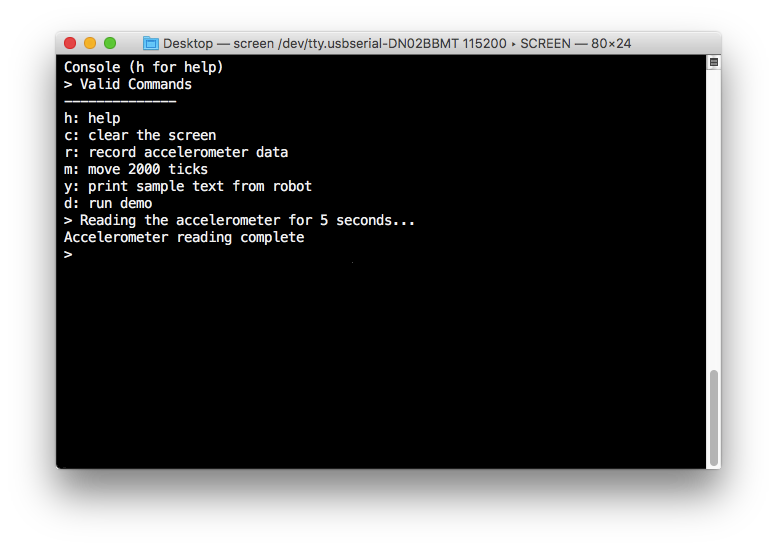 Desktop — screen /dev/tty.usbserial-DN02BBMT 115200 ▸ SCREEN — 80×24
Console (h for help)
> Valid Commands
--------------
h: help
c: clear the screen
r: record accelerometer data
m: move 2000 ticks
y: print sample text from robot
d: run demo
> Reading the accelerometer for 5 seconds...
Accelerometer reading complete
>